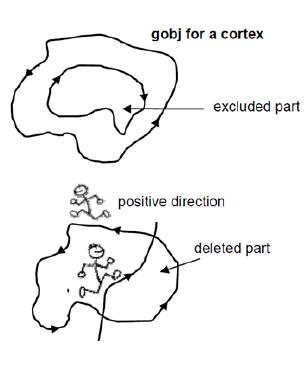 gobj for a cortex
excluded part
positive direction
deleted part